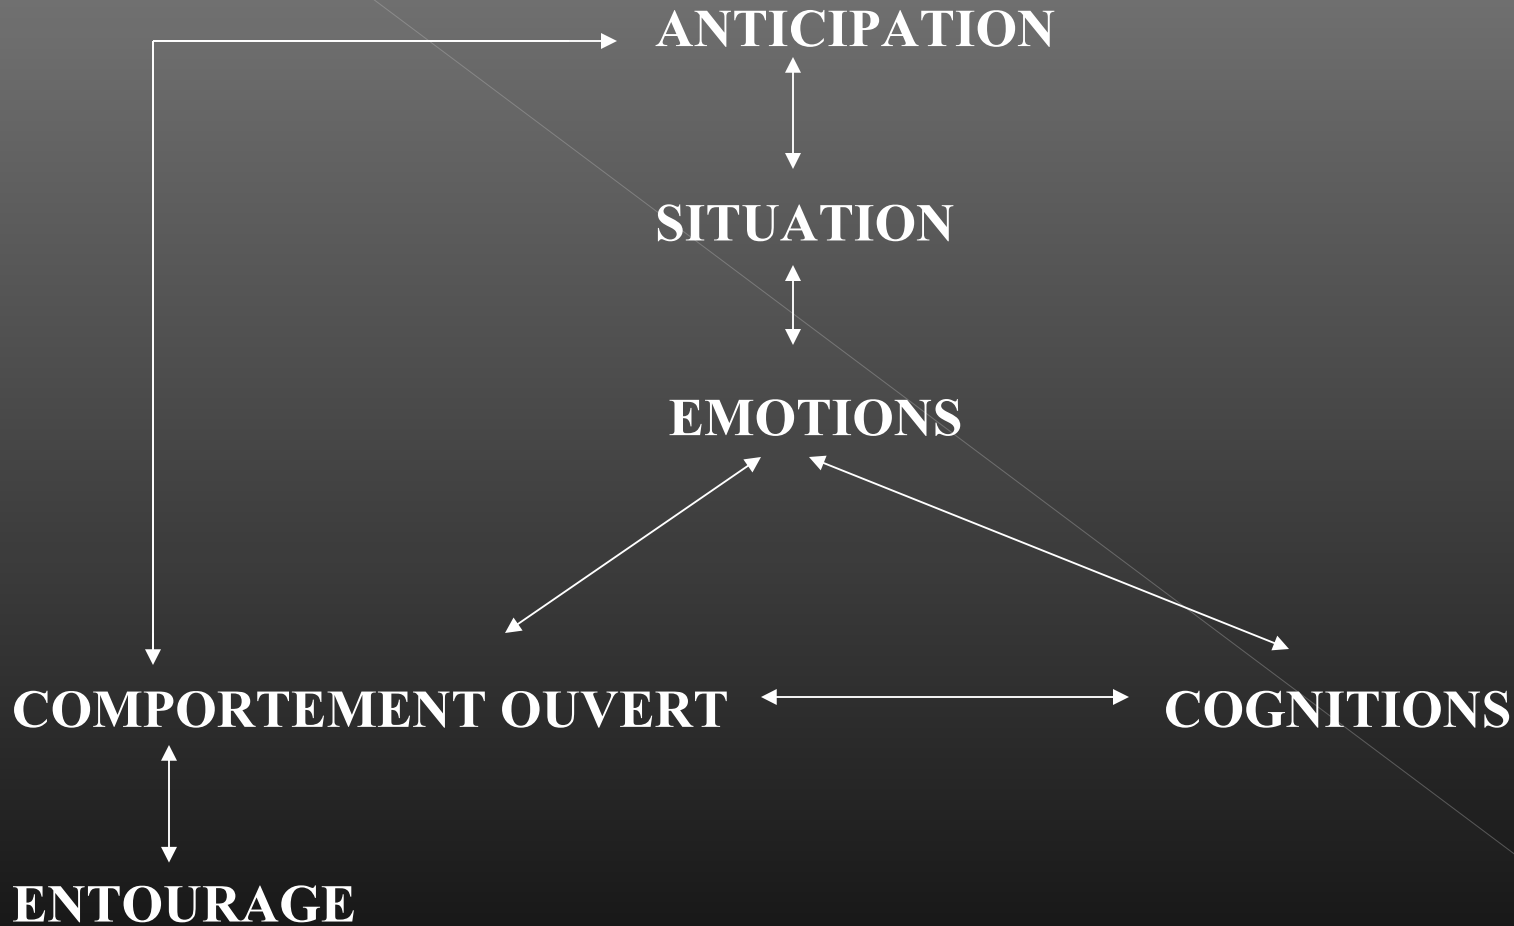 ANTICIPATION
SITUATION
EMOTIONS
COMPORTEMENT OUVERT
COGNITIONS
ENTOURAGE